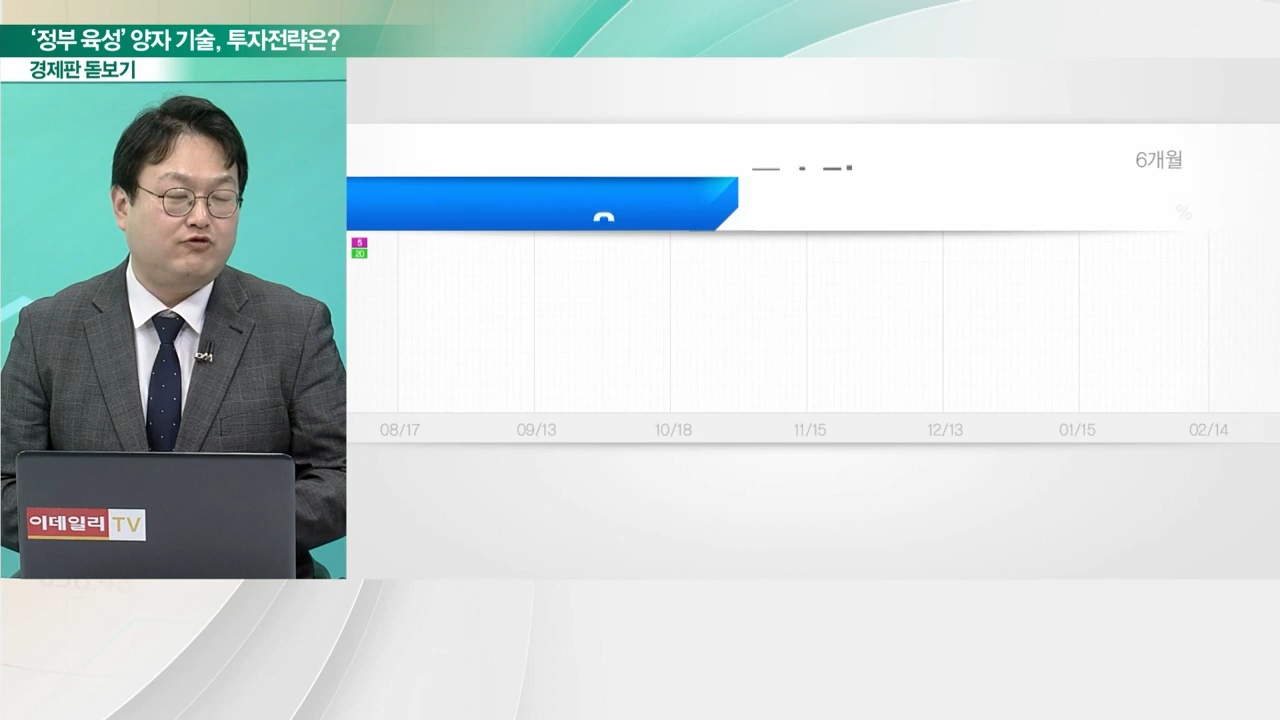 ‘정부 육성’ 양자 기술, 투자전략은?
경제판 돋보기
6개월
%
5
20
08/17 09/13 10/18 11/15 12/13 01/15 02/14
이데일리 TV